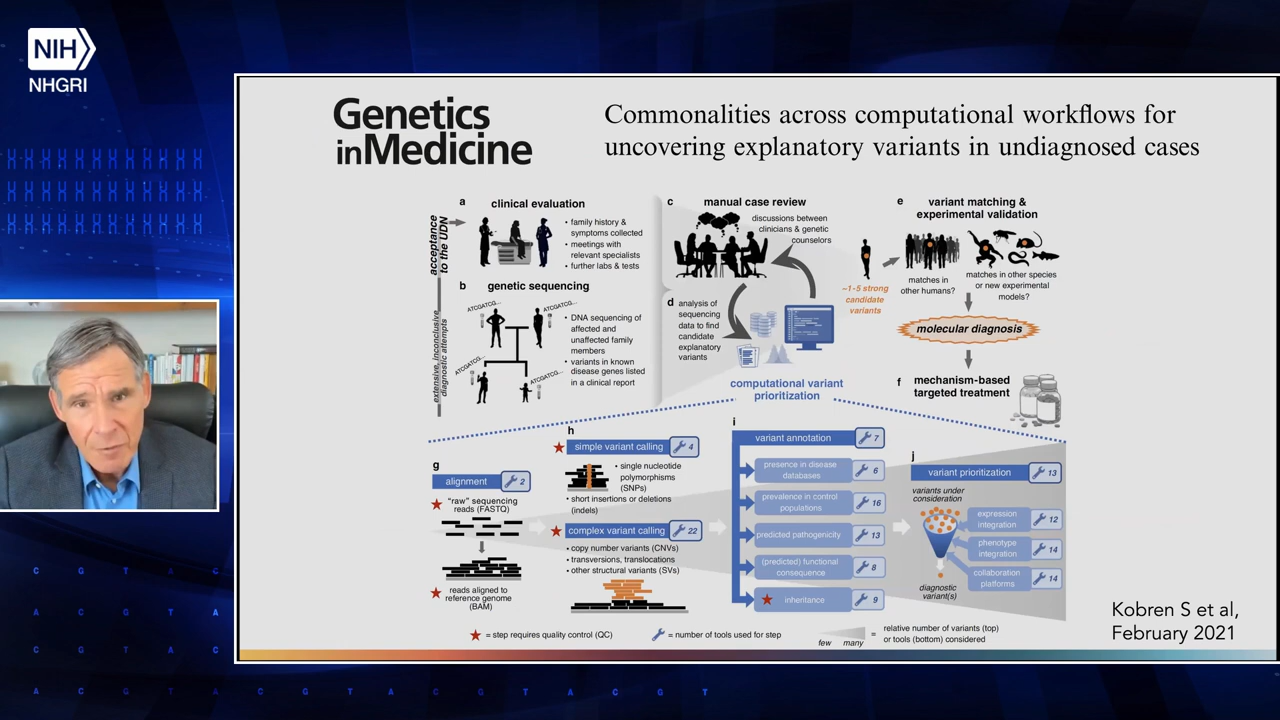 NIH
NHGRI
Genetics
inMedicine
Commonalities across computational workflows for
uncovering explanatory variants in undiagnosed cases
acceptance
to the UDN
extensive, inconclusive
diagnostic attempts
a
clinical evaluation
• family history &
symptoms collected
• meetings with
relevant specialists
• further labs & tests
b
genetic sequencing
ATCGATCG...
ATCGATCG...
ATCGATCG...
ATCGATCG...
• DNA sequencing of
affected and
unaffected family
members
• variants in known
disease genes listed
in a clinical report
c
manual case review
discussions between
clinicians & genetic
counselors
d
analysis of
sequencing
data to find
candidate
explanatory
variants
computational variant
prioritization
~1-5 strong
candidate
variants
e
variant matching &
experimental validation
matches in
other humans?
matches in other species
or new experimental
models?
molecular diagnosis
f
mechanism-based
targeted treatment
g
alignment
2
"raw" sequencing
reads (FASTQ)
reads aligned to
reference genome
(BAM)
h
simple variant calling
4
• single nucleotide
polymorphisms
(SNPs)
• short insertions or deletions
(indels)
complex variant calling
22
• copy number variants (CNVs)
• transversions, translocations
• other structural variants (SVs)
i
variant annotation
7
presence in disease
databases
6
prevalence in control
populations
16
predicted pathogenicity
13
(predicted) functional
consequence
8
inheritance
9
j
variant prioritization
13
variants under
consideration
expression
integration
12
phenotype
integration
14
collaboration
platforms
14
diagnostic
variant(s)
= step requires quality control (QC)
= number of tools used for step
few many
=
relative number of variants (top)
or tools (bottom) considered
Kobren S et al,
February 2021
C G T A
A C G T A
C G T A
A C G T A C G T A C G T A C G T